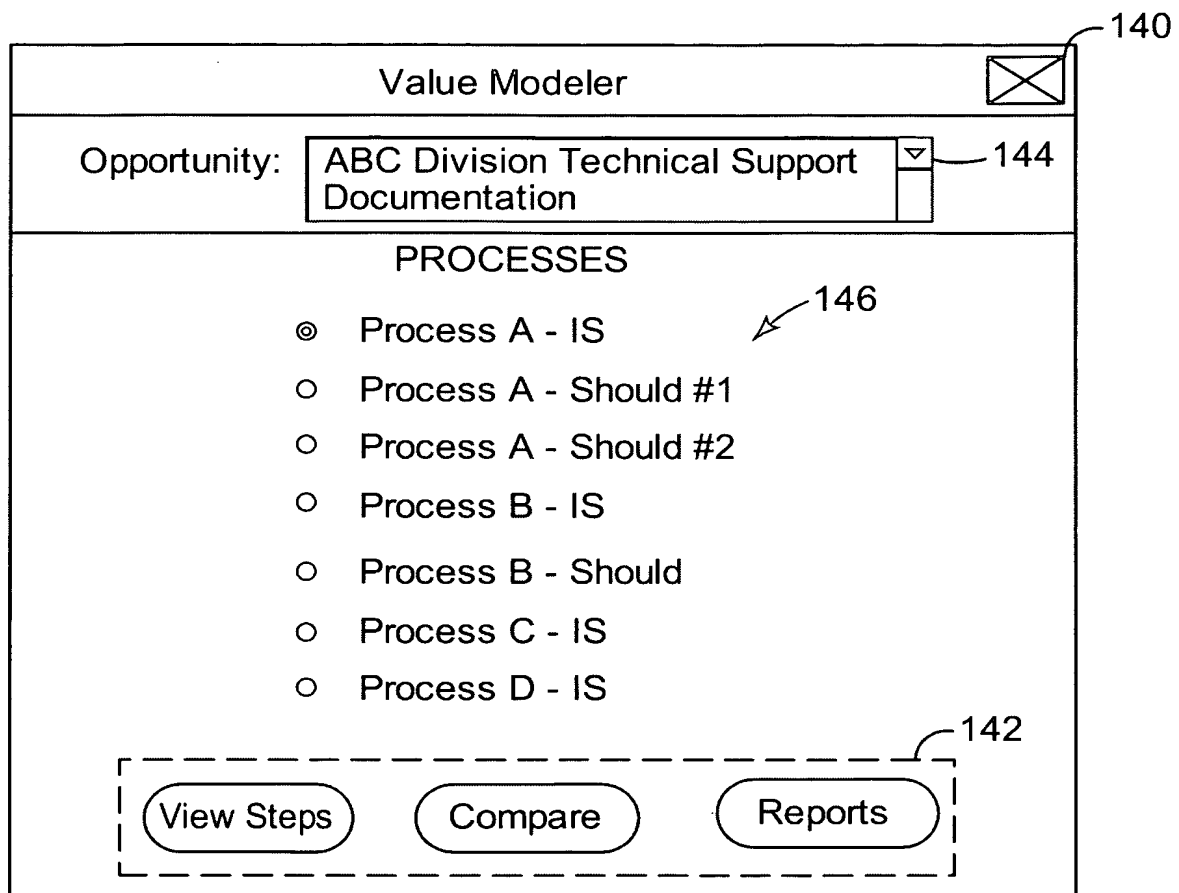 140
Value Modeler
Opportunity:
ABC Division Technical Support
Documentation
144
PROCESSES
146
Process A - IS
Process A - Should #1
Process A - Should #2
Process B - IS
Process B - Should
Process C - IS
Process D - IS
142
View Steps
Compare
Reports